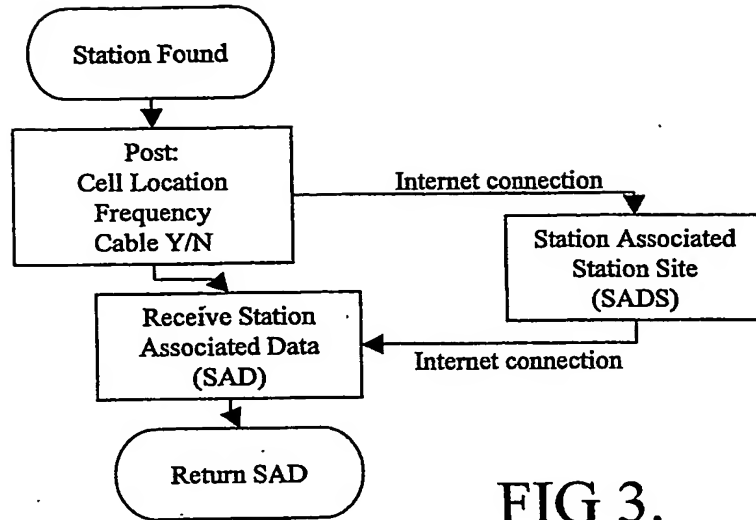 Station Found
Post:
Cell Location
Frequency
Cable Y/N
Internet connection
Station Associated
Station Site
(SADS)
Receive Station
Associated Data
(SAD)
Internet connection
Return SAD
FIG 3.